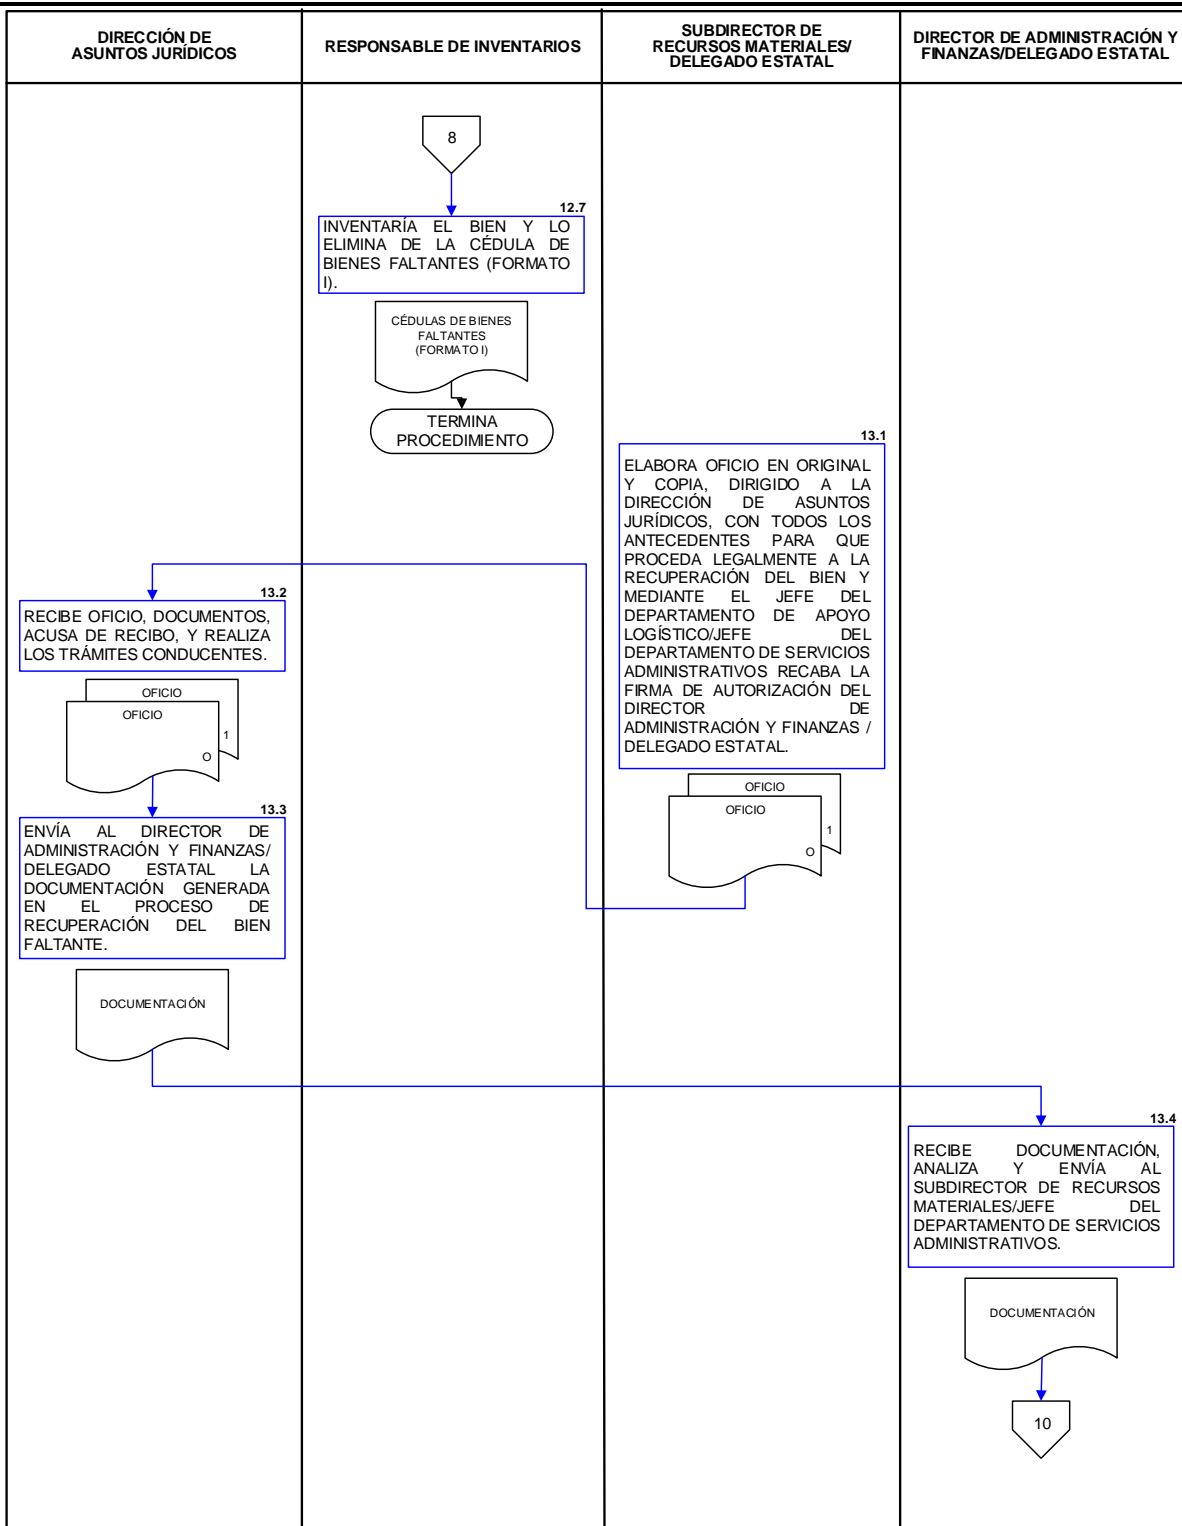 DIRECCIÓN DE
ASUNTOS JURÍDICOS
RESPONSABLE DE INVENTARIOS
SUBDIRECTOR DE
RECURSOS MATERIALES/
DELEGADO ESTATAL
DIRECTOR DE ADMINISTRACIÓN Y
FINANZAS/DELEGADO ESTATAL
8
12.7
INVENTARÍA EL BIEN Y LO
ELIMINA DE LA CÉDULA DE
BIENES FALTANTES (FORMATO
I).
CÉDULAS DE BIENES
FALTANTES
(FORMATO I)
TERMINA
PROCEDIMIENTO
13.1
ELABORA OFICIO EN ORIGINAL
Y COPIA, DIRIGIDO A LA
DIRECCIÓN DE ASUNTOS
JURÍDICOS, CON TODOS LOS
ANTECEDENTES PARA QUE
PROCEDA LEGALMENTE A LA
RECUPERACIÓN DEL BIEN Y
MEDIANTE EL JEFE DEL
DEPARTAMENTO DE APOYO
LOGÍSTICO/JEFE DEL
DEPARTAMENTO DE SERVICIOS
ADMINISTRATIVOS RECABA LA
FIRMA DE AUTORIZACIÓN DEL
DIRECTOR DE
ADMINISTRACIÓN Y FINANZAS /
DELEGADO ESTATAL.
OFICIO
OFICIO
1
O
13.2
RECIBE OFICIO, DOCUMENTOS,
ACUSA DE RECIBO, Y REALIZA
LOS TRÁMITES CONDUCENTES.
OFICIO
OFICIO
1
O
13.3
ENVÍA AL DIRECTOR DE
ADMINISTRACIÓN Y FINANZAS/
DELEGADO ESTATAL LA
DOCUMENTACIÓN GENERADA
EN EL PROCESO DE
RECUPERACIÓN DEL BIEN
FALTANTE.
DOCUMENTACIÓN
13.4
RECIBE DOCUMENTACIÓN,
ANALIZA Y ENVÍA AL
SUBDIRECTOR DE RECURSOS
MATERIALES/JEFE DEL
DEPARTAMENTO DE SERVICIOS
ADMINISTRATIVOS.
DOCUMENTACIÓN
10